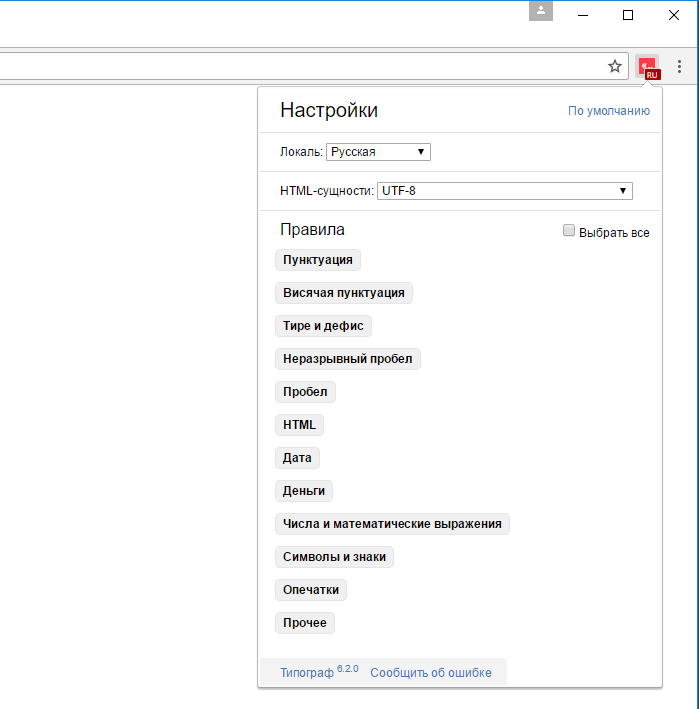 RU
Настройки По умолчанию
Локаль: Русская
HTML-сущности: UTF-8
Правила Выбрать все
Пунктуация
Висячая пунктуация
Тире и дефис
Неразрывный пробел
Пробел
HTML
Дата
Деньги
Числа и математические выражения
Символы и знаки
Опечатки
Прочее
Типограф 6.2.0 Сообщить об ошибке